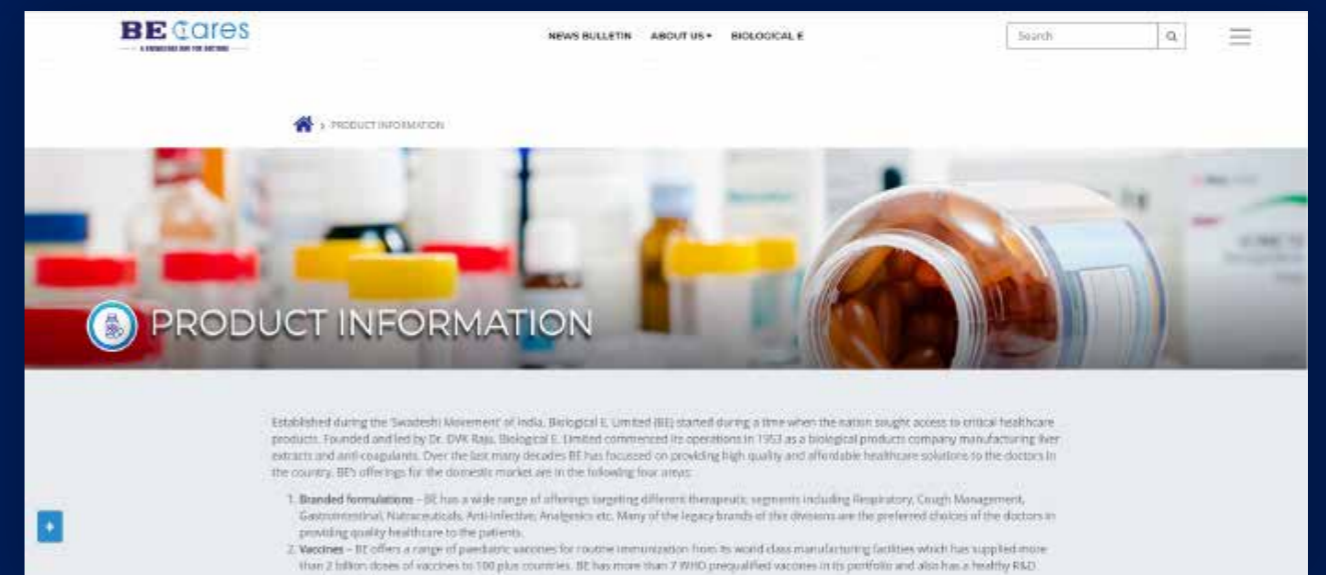 BE Cares
A KNOWLEDGE HUB FOR DOCTORS
NEWS BULLETIN ABOUT US BIOLOGICAL E
Search
> PRODUCT INFORMATION
PRODUCT INFORMATION
Established during the 'Swadeshi Movement' of India, Biological E. Limited (BE) started during a time when the nation sought access to critical healthcare
products. Founded and led by Dr. DVK Raju, Biological E. Limited commenced its operations in 1953 as a biological products company manufacturing liver
extracts and anti-coagulants. Over the last many decades BE has focussed on providing high quality and affordable healthcare solutions to the doctors in
the country. BE's offerings for the domestic market are in the following four areas:
1. Branded formulations – BE has a wide range of offerings targeting different therapeutic segments including Respiratory, Cough Management,
Gastrointestinal, Nutraceuticals, Anti-Infective, Analgesics etc. Many of the legacy brands of this divisions are the preferred choices of the doctors in
providing quality healthcare to the patients.
2. Vaccines – BE offers a range of paediatric vaccines for routine immunization from its world class manufacturing facilities which has supplied more
than 2 billion doses of vaccines to 100 plus countries. BE has more than 7 WHO prequalified vaccines in its portfolio and also has a healthy R&D